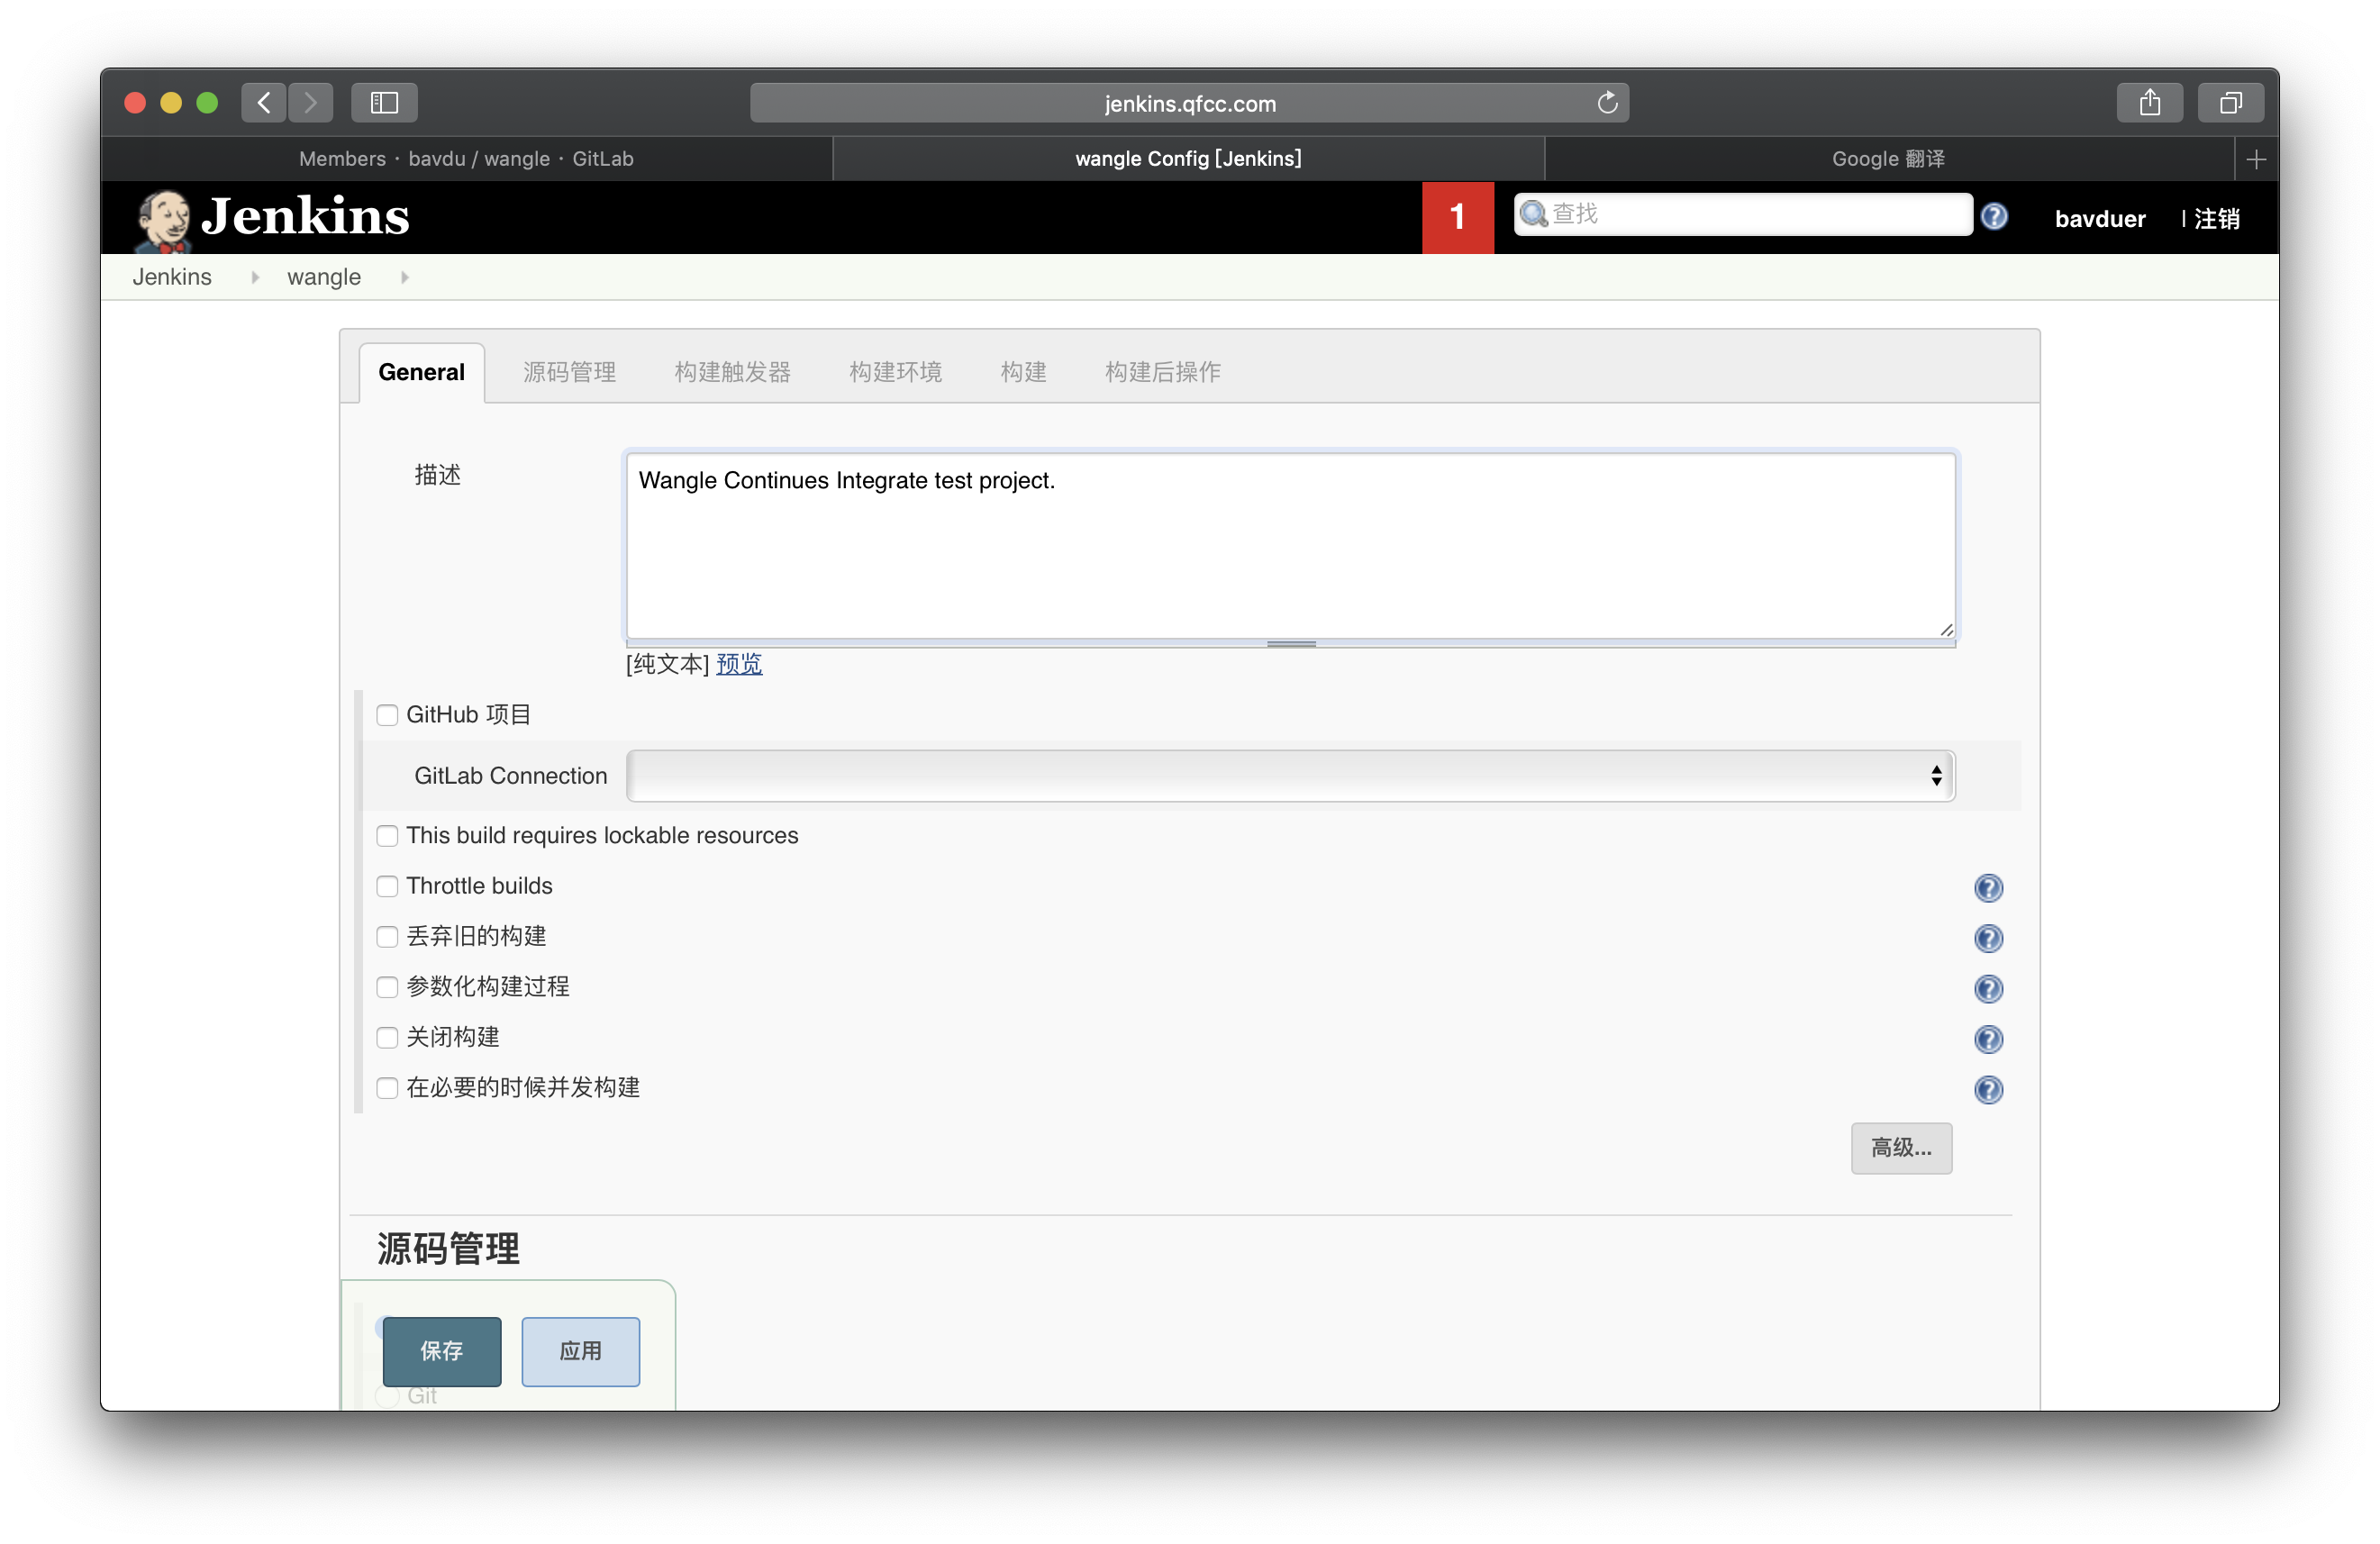 jenkins.qfcc.com
Members · bavdu / wangle · GitLab
wangle Config [Jenkins]
Google 翻译
Jenkins
1
查找
bavduer
| 注销
Jenkins
wangle
General
源码管理
构建触发器
构建环境
构建
构建后操作
描述
Wangle Continues Integrate test project.
[纯文本] 预览
GitHub 项目
GitLab Connection
This build requires lockable resources
Throttle builds
丢弃旧的构建
参数化构建过程
关闭构建
在必要的时候并发构建
高级...
源码管理
保存
应用
Git